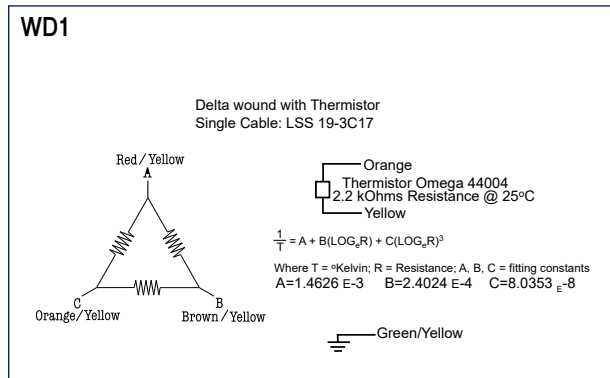 WD1
Delta wound with Thermistor
Single Cable: LSS 19-3C17
Red/Yellow
A
C
Orange/Yellow
B
Brown/Yellow
Orange
Thermistor Omega 44004
2.2 kOhms Resistance @ 25°C
Yellow
1/T = A + B(LOGeR) + C(LOGeR)³
Where T = °Kelvin; R = Resistance; A, B, C = fitting constants
A=1.4626 E-3 B=2.4024 E-4 C=8.0353 E-8
Green/Yellow